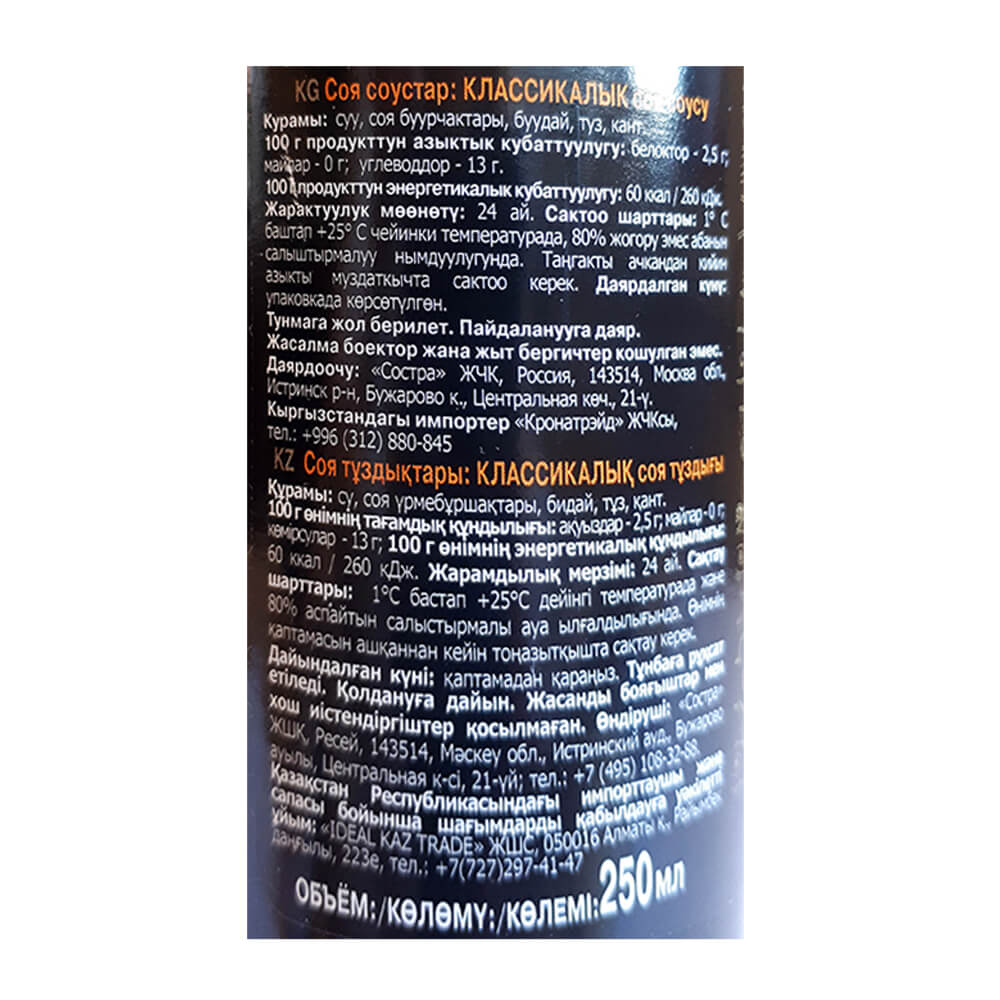 KG Соя соустар: КЛАССИКАЛЫК соя соусу
Курамы: суу, соя буурчактары, буудай, туз, кант.
100 г продукттун азыктык кубаттуулугу: белоктор - 2,5 г;
майлар - 0 г; углеводдор - 13 г.
100 г продукттун энергетикалык кубаттуулугу: 60 ккал / 260 кДж.
Жарактуулук мөөнөтү: 24 ай. Сактоо шарттары: 1° С
баштап +25° С чейинки температурада, 80% жогору эмес абанын
салыштырмалуу нымдуулугунда. Таңгакты ачкандан кийин
азыкты муздаткычта сактоо керек. Даярдалган күнү:
упаковкада көрсөтүлгөн.
Тунмага жол берилет. Пайдаланууга даяр.
Жасалма боектор жана жыт бергичтер кошулган эмес.
Даярдоочу: «Состра» ЖЧК, Россия, 143514, Москва обл.,
Истринск р-н, Бужарово к., Центральная көч., 21-ү.
Кыргызстандагы импортер «Кронатрэйд» ЖЧКсы,
тел.: +996 (312) 880-845
KZ Соя тұздықтары: КЛАССИКАЛЫҚ соя тұздығы
Құрамы: су, соя үрмебұршақтары, бидай, тұз, қант.
100 г өнімнің тағамдық құндылығы: ақуыздар - 2,5 г; майлар - 0 г;
көмірсулар - 13 г; 100 г өнімнің энергетикалық құндылығы:
60 ккал / 260 кДж. Жарамдылық мерзімі: 24 ай. Сақтау
шарттары: 1°С бастап +25°С дейінгі температурада және
80% аспайтын салыстырмалы ауа ылғалдылығында. Өнімнің
қаптамасын ашқаннан кейін тоңазытқышта сақтау керек.
Дайындалған күні: қаптамадан қараңыз. Тұнбаға рұқсат
етіледі. Қолдануға дайын. Жасанды бояғыштар мен
хош иістендіргіштер қосылмаған. Өндіруші: «Состра»
ЖШҚ, Ресей, 143514, Мәскеу обл., Истринский ауд., Бужарово
ауылы, Центральная к-сі, 21-үй; тел.: +7 (495) 108-32-68.
Қазақстан Республикасындағы импорттаушы және
сапасы бойынша шағымдарды қабылдауға уәкілетті
ұйым: «IDEAL KAZ TRADE» ЖШС, 050016 Алматы қ., Райымбек
даңғылы, 223е, тел.: +7(727)297-41-47
ОБЪЁМ:/КӨЛӨМҮ:/КӨЛЕМІ: 250 мл